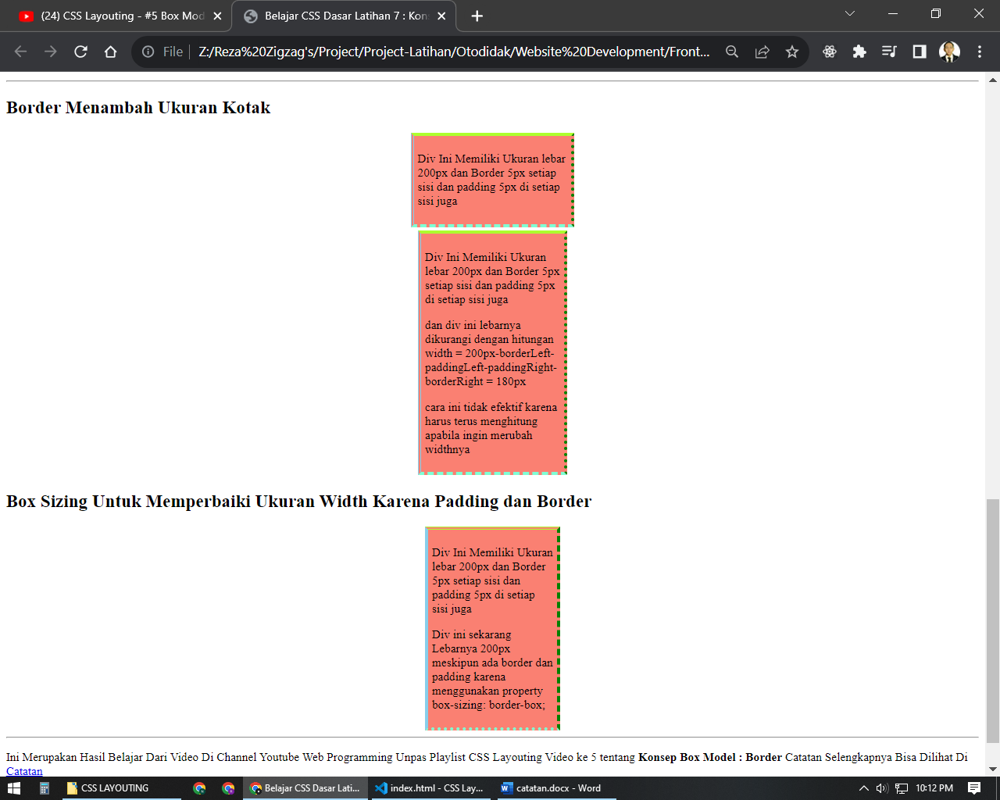 (24) CSS Layouting - #5 Box Mod
Belajar CSS Dasar Latihan 7 : Kons
File
Z:/Reza%20Zigzag's/Project/Project-Latihan/Otodidak/Website%20Development/Front...
Border Menambah Ukuran Kotak
Div Ini Memiliki Ukuran lebar
200px dan Border 5px setiap
sisi dan padding 5px di setiap
sisi juga
Div Ini Memiliki Ukuran
lebar 200px dan Border 5px
setiap sisi dan padding 5px
di setiap sisi juga
dan div ini lebarnya
dikurangi dengan hitungan
width = 200px-borderLeft-
paddingLeft-paddingRight-
borderRight = 180px
cara ini tidak efektif karena
harus terus menghitung
apabila ingin merubah
widthnya
Box Sizing Untuk Memperbaiki Ukuran Width Karena Padding dan Border
Div Ini Memiliki Ukuran
lebar 200px dan Border
5px setiap sisi dan
padding 5px di setiap
sisi juga
Div ini sekarang
Lebarnya 200px
meskipun ada border dan
padding karena
menggunakan property
box-sizing: border-box;
Ini Merupakan Hasil Belajar Dari Video Di Channel Youtube Web Programming Unpas Playlist CSS Layouting Video ke 5 tentang Konsep Box Model : Border Catatan Selengkapnya Bisa Dilihat Di
Catatan
CSS LAYOUTING
Belajar CSS Dasar Lati...
index.html - CSS Lay...
catatan.docx - Word
10:12 PM